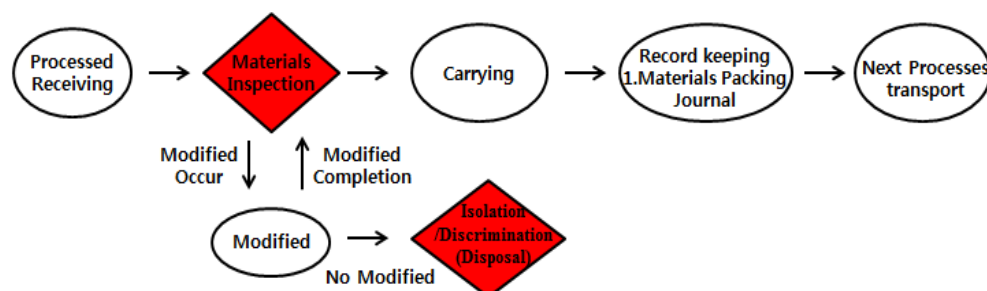 Processed
Receiving
Materials
Inspection
Carrying
Record keeping
1.Materials Packing
Journal
Next Processes
transport
Modified
Occur
Modified
Completion
Modified
No Modified
Isolation
/Discrimination
(Disposal)